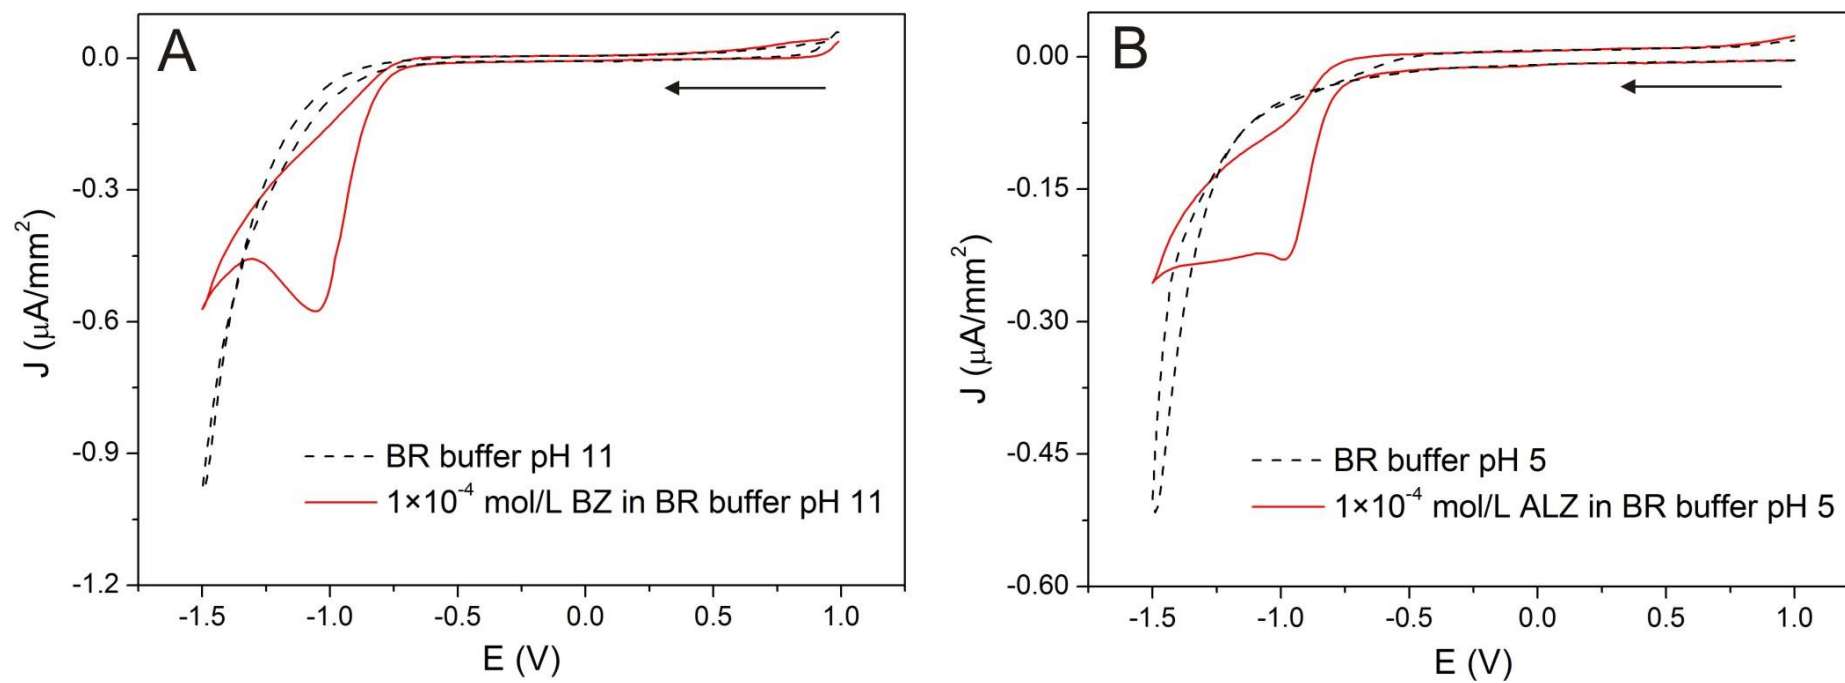 A
0.0
-0.3
-0.6
-0.9
-1.2
J (μA/mm²)
BR buffer pH 11
1×10⁻⁴ mol/L BZ in BR buffer pH 11
-1.5 -1.0 -0.5 0.0 0.5 1.0
E (V)
B
0.00
-0.15
-0.30
-0.45
-0.60
J (μA/mm²)
BR buffer pH 5
1×10⁻⁴ mol/L ALZ in BR buffer pH 5
-1.5 -1.0 -0.5 0.0 0.5 1.0
E (V)